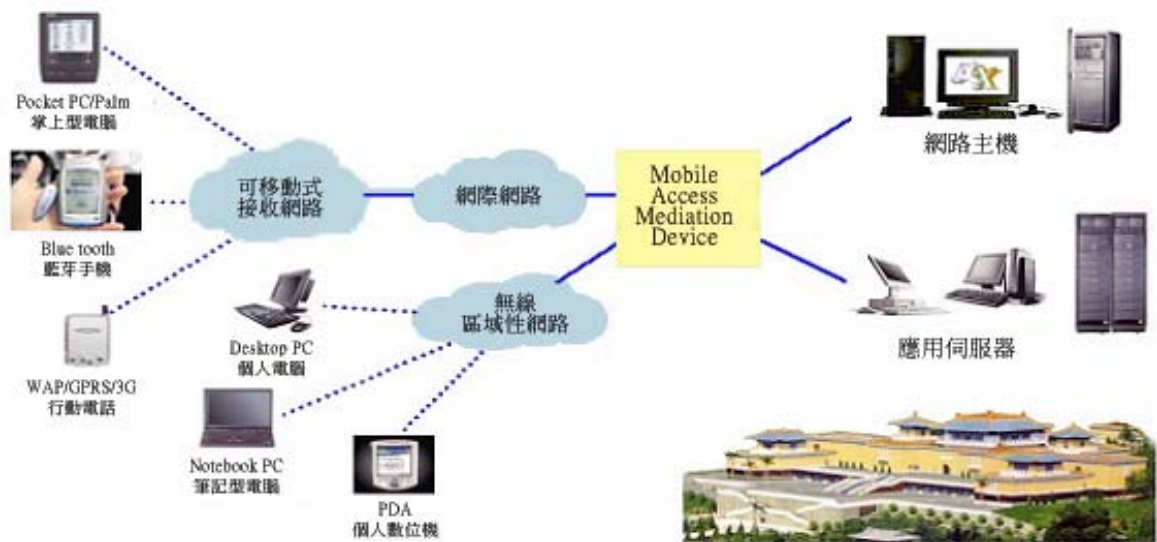 Pocket PC/Palm
掌上型電腦
Blue tooth
藍芽手機
WAP/GPRS/3G
行動電話
可移動式
接收網路
網際網路
Desktop PC
個人電腦
無線
區域性網路
Notebook PC
筆記型電腦
PDA
個人數位機
Mobile
Access
Mediation
Device
網路主機
應用伺服器